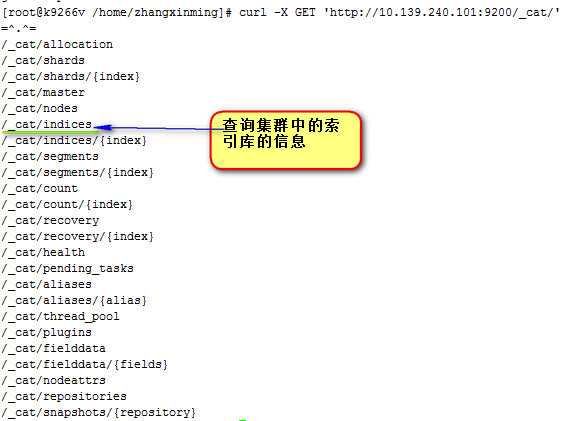 [root@k9266v /home/zhangxinming]# curl -X GET 'http://10.139.240.101:9200/_cat/'
=^.^=
/_cat/allocation
/_cat/shards
/_cat/shards/{index}
/_cat/master
/_cat/nodes
/_cat/indices
查询集群中的索
引库的信息
/_cat/indices/{index}
/_cat/segments
/_cat/segments/{index}
/_cat/count
/_cat/count/{index}
/_cat/recovery
/_cat/recovery/{index}
/_cat/health
/_cat/pending_tasks
/_cat/aliases
/_cat/aliases/{alias}
/_cat/thread_pool
/_cat/plugins
/_cat/fielddata
/_cat/fielddata/{fields}
/_cat/nodeattrs
/_cat/repositories
/_cat/snapshots/{repository}